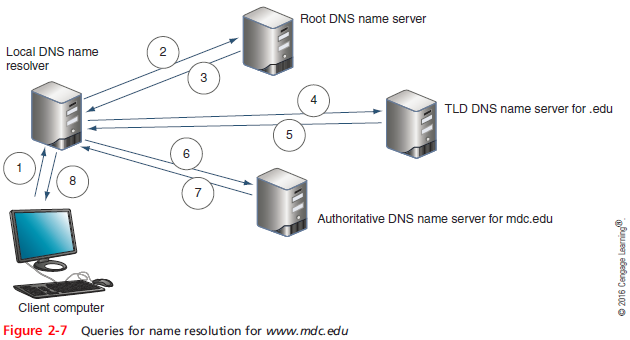 Root DNS name server
Local DNS name
resolver
2
3
4
TLD DNS name server for .edu
5
1
8
6
7
Authoritative DNS name server for mdc.edu
Client computer
© 2016 Cengage Learning®.
Figure 2-7 Queries for name resolution for www.mdc.edu